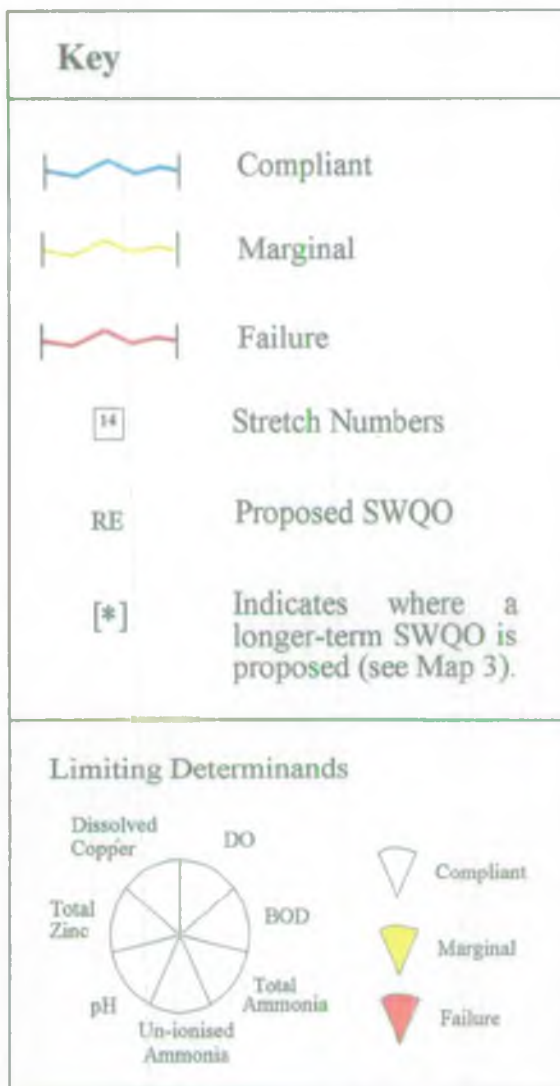 Key
Compliant
Marginal
Failure
14 Stretch Numbers
RE Proposed SWQO
[*] Indicates where a
longer-term SWQO is
proposed (see Map 3).
Limiting Determinands
Dissolved
Copper
DO
Total
Zinc
BOD
pH
Total
Ammonia
Un-ionised
Ammonia
Compliant
Marginal
Failure